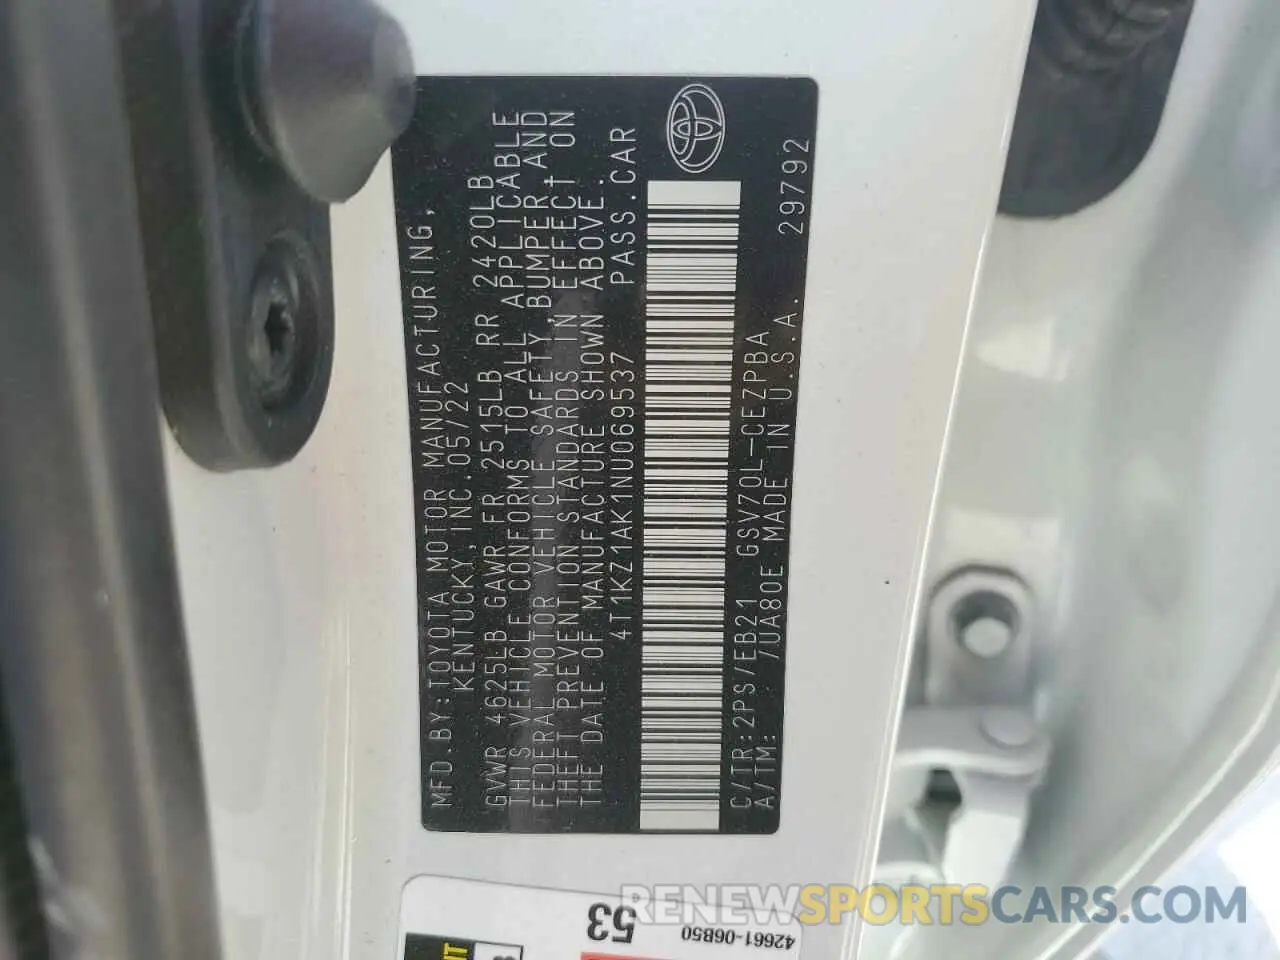 MFD.BY:TOYOTA MOTOR MANUFACTURING,
KENTUCKY,INC.05/22
GVWR 4625LB GAWR FR 2515LB RR 2420LB
THIS VEHICLE CONFORMS TO ALL APPLICABLE
FEDERAL MOTOR VEHICLE SAFETY,BUMPER,AND
THEFT PREVENTION STANDARDS IN EFFECT ON
THE DATE OF MANUFACTURE SHOWN ABOVE.
4T1KZ1AK1NU069537 PASS.CAR
C/TR:2PS/EB21 GSV70L-CEZPBA
A/TM: /UA80E MADE IN U.S.A. 29792
53
42661-06B50
RENEWSPORTSCARS.COM